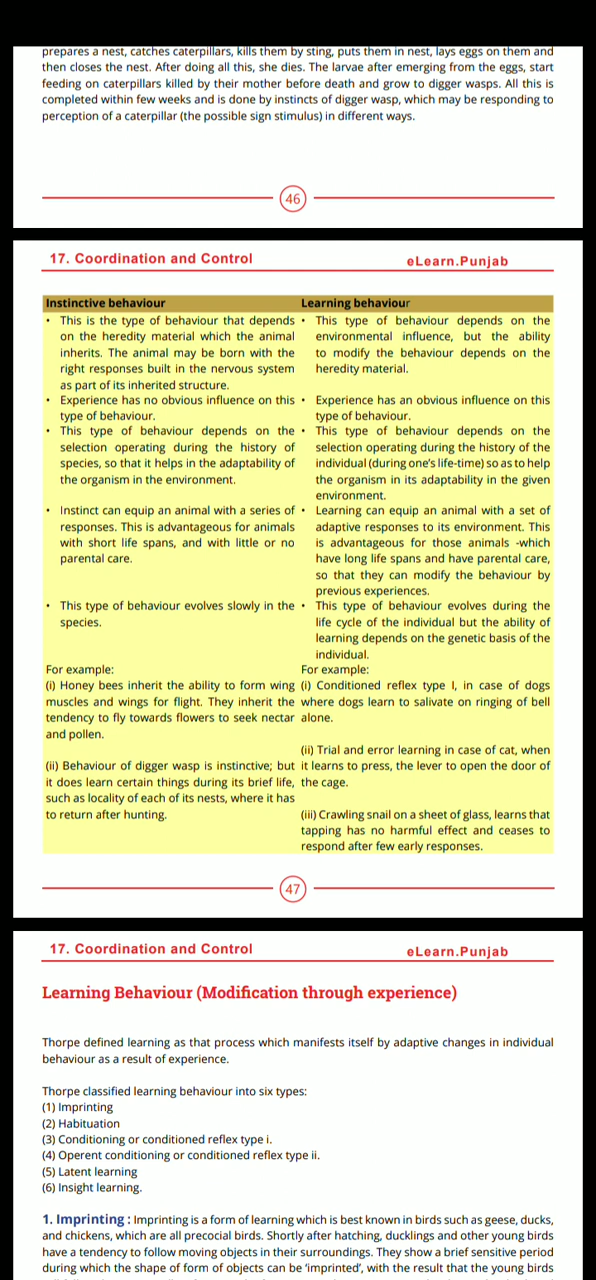 prepares a nest, catches caterpillars, kills them by sting, puts them in nest, lays eggs on them and
then closes the nest. After doing all this, she dies. The larvae after emerging from the eggs, start
feeding on caterpillars killed by their mother before death and grow to digger wasps. All this is
completed within few weeks and is done by instincts of digger wasp, which may be responding to
perception of a caterpillar (the possible sign stimulus) in different ways.
46
17. Coordination and Control
eLearn.Punjab
Instinctive behaviour
• This is the type of behaviour that depends
on the heredity material which the animal
inherits. The animal may be born with the
right responses built in the nervous system
as part of its inherited structure.
• Experience has no obvious influence on this
type of behaviour.
• This type of behaviour depends on the
selection operating during the history of
species, so that it helps in the adaptability of
the organism in the environment.
• Instinct can equip an animal with a series of
responses. This is advantageous for animals
with short life spans, and with little or no
parental care.
• This type of behaviour evolves slowly in the
species.
For example:
(i) Honey bees inherit the ability to form wing
muscles and wings for flight. They inherit the
tendency to fly towards flowers to seek nectar
and pollen.
(ii) Behaviour of digger wasp is instinctive; but
it does learn certain things during its brief life,
such as locality of each of its nests, where it has
to return after hunting.
Learning behaviour
• This type of behaviour depends on the
environmental influence, but the ability
to modify the behaviour depends on the
heredity material.
• Experience has an obvious influence on this
type of behaviour.
• This type of behaviour depends on the
selection operating during the history of the
individual (during one's life-time) so as to help
the organism in its adaptability in the given
environment.
• Learning can equip an animal with a set of
adaptive responses to its environment. This
is advantageous for those animals -which
have long life spans and have parental care,
so that they can modify the behaviour by
previous experiences.
• This type of behaviour evolves during the
life cycle of the individual but the ability of
learning depends on the genetic basis of the
individual.
For example:
(i) Conditioned reflex type I, in case of dogs
where dogs learn to salivate on ringing of bell
alone.
(ii) Trial and error learning in case of cat, when
it learns to press, the lever to open the door of
the cage.
(iii) Crawling snail on a sheet of glass, learns that
tapping has no harmful effect and ceases to
respond after few early responses.
47
17. Coordination and Control
eLearn.Punjab
Learning Behaviour (Modification through experience)
Thorpe defined learning as that process which manifests itself by adaptive changes in individual
behaviour as a result of experience.
Thorpe classified learning behaviour into six types:
(1) Imprinting
(2) Habituation
(3) Conditioning or conditioned reflex type i.
(4) Operent conditioning or conditioned reflex type ii.
(5) Latent learning
(6) Insight learning.
1. Imprinting : Imprinting is a form of learning which is best known in birds such as geese, ducks,
and chickens, which are all precocial birds. Shortly after hatching, ducklings and other young birds
have a tendency to follow moving objects in their surroundings. They show a brief sensitive period
during which the shape of form of objects can be 'imprinted', with the result that the young birds